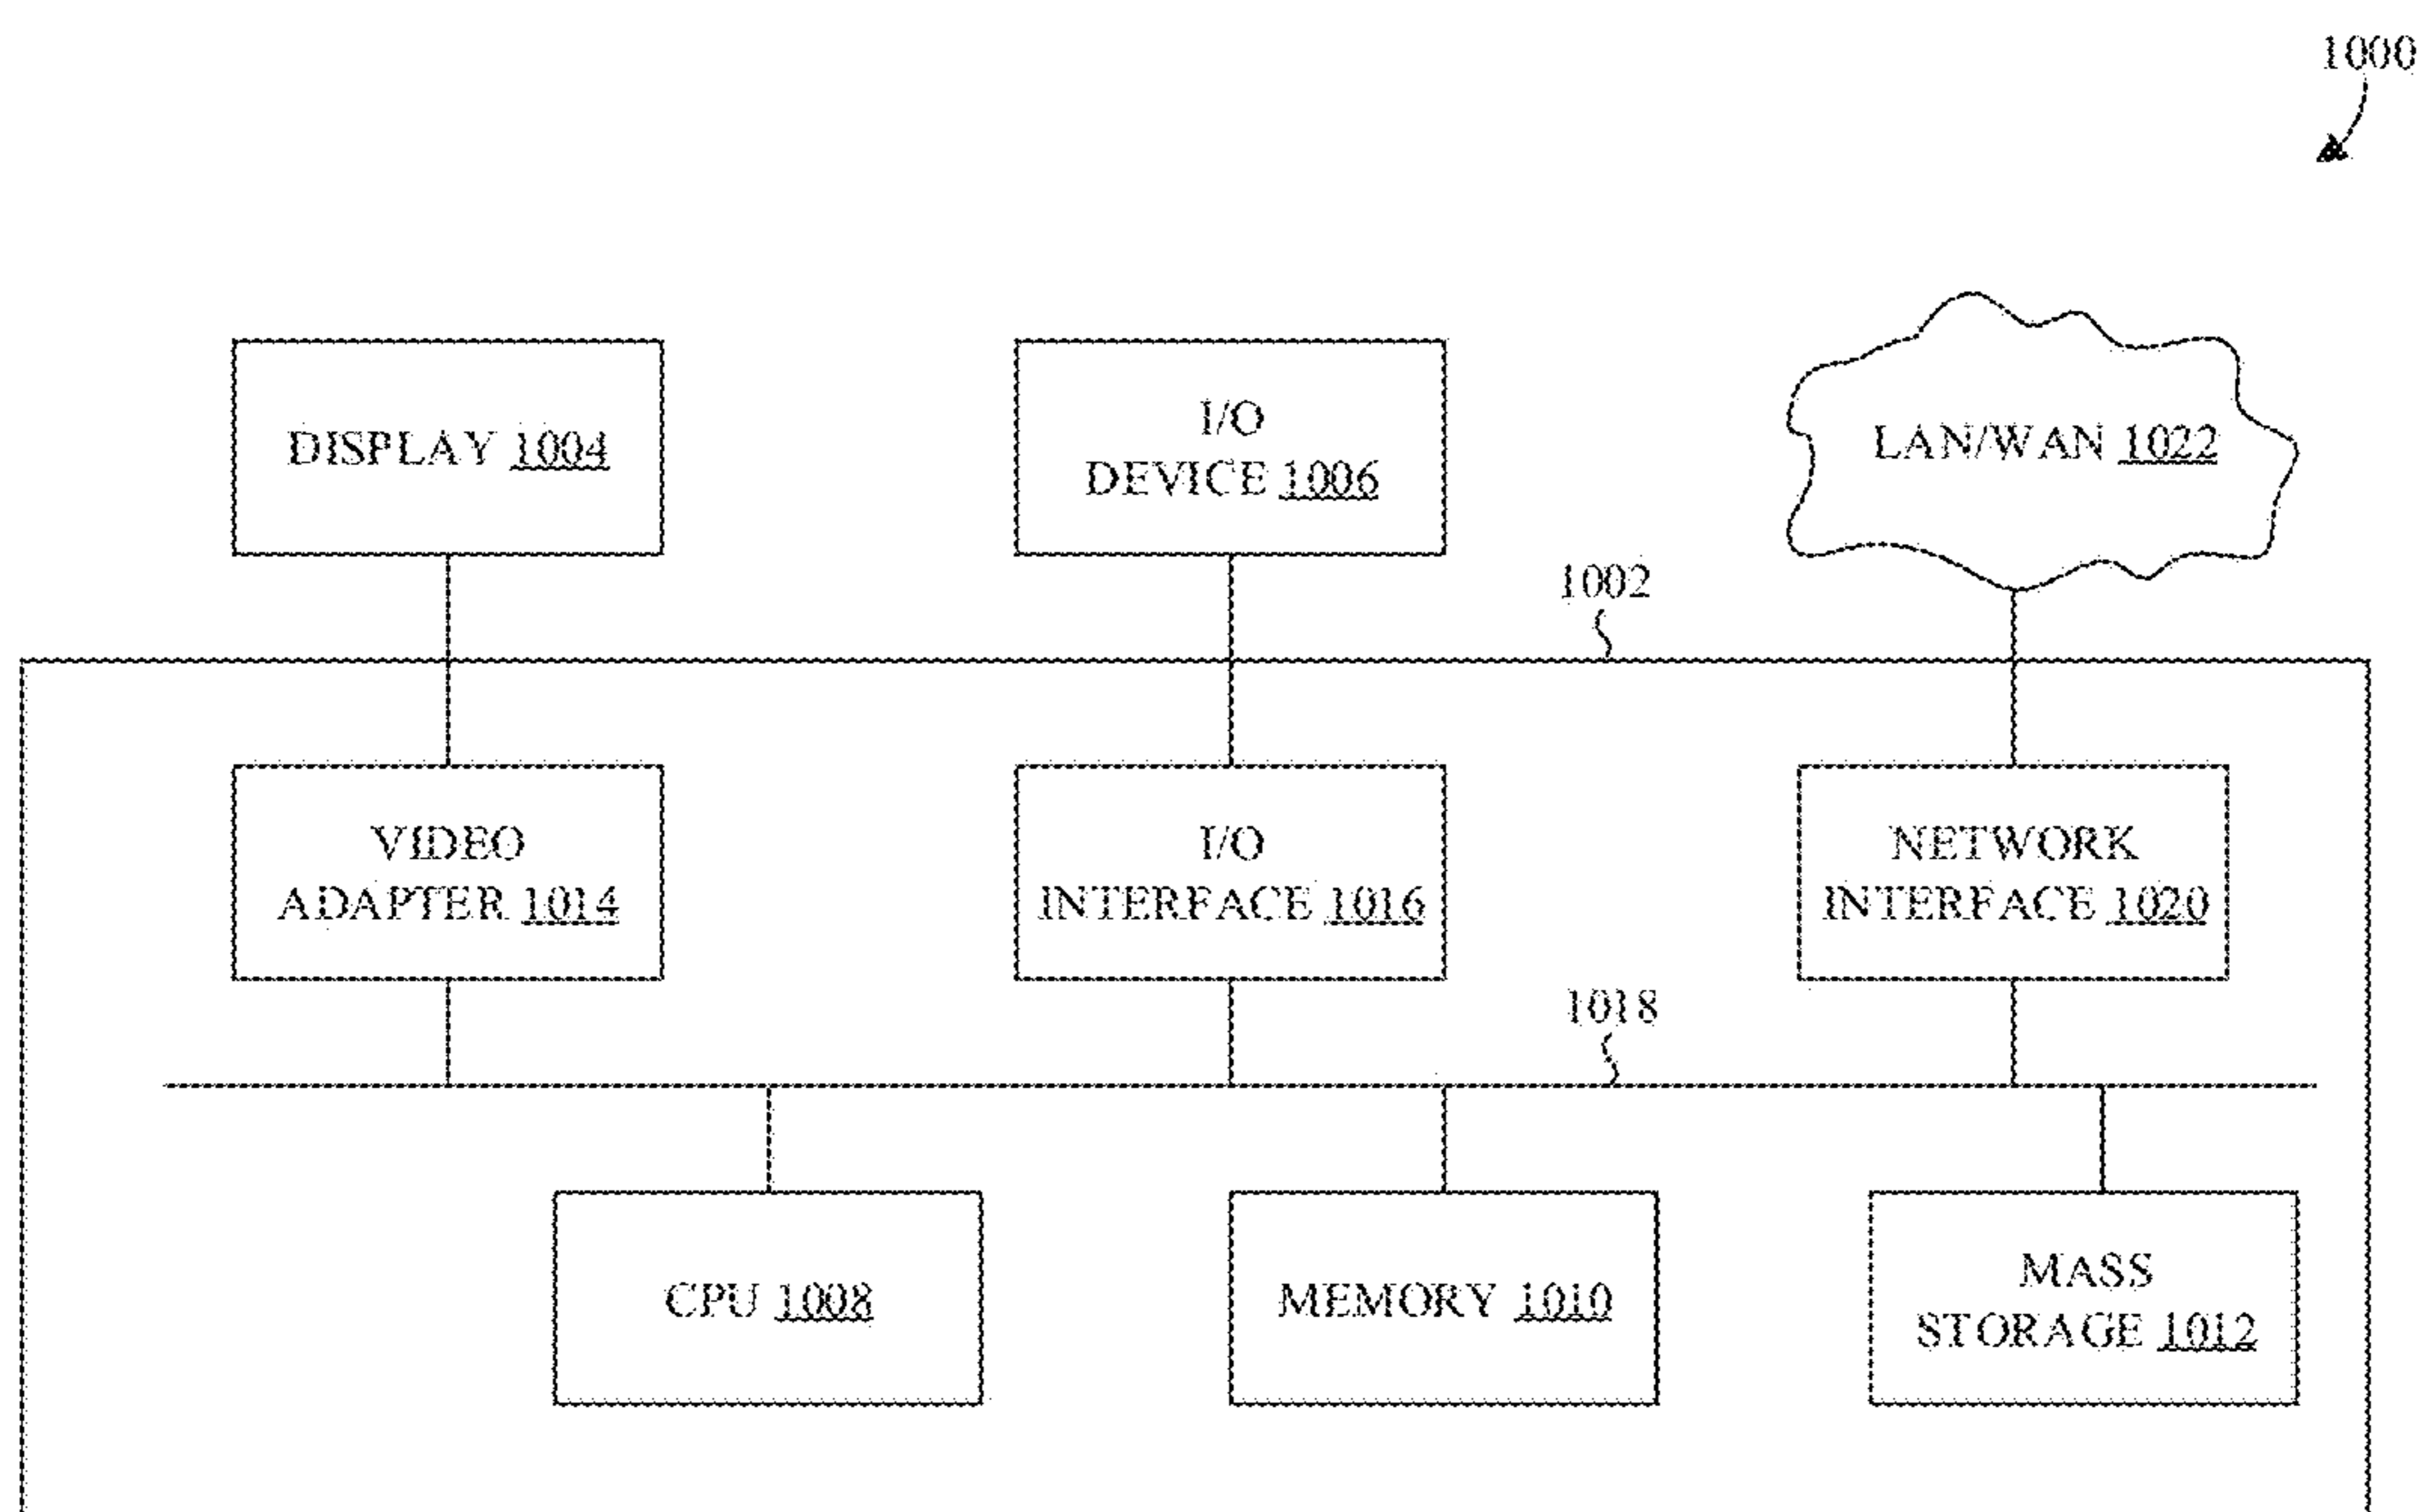 1000
DISPLAY 1004
I/O
DEVICE 1006
LAN/WAN 1022
1002
VIDEO
ADAPTER 1014
I/O
INTERFACE 1016
NETWORK
INTERFACE 1020
1018
CPU 1008
MEMORY 1010
MASS
STORAGE 1012